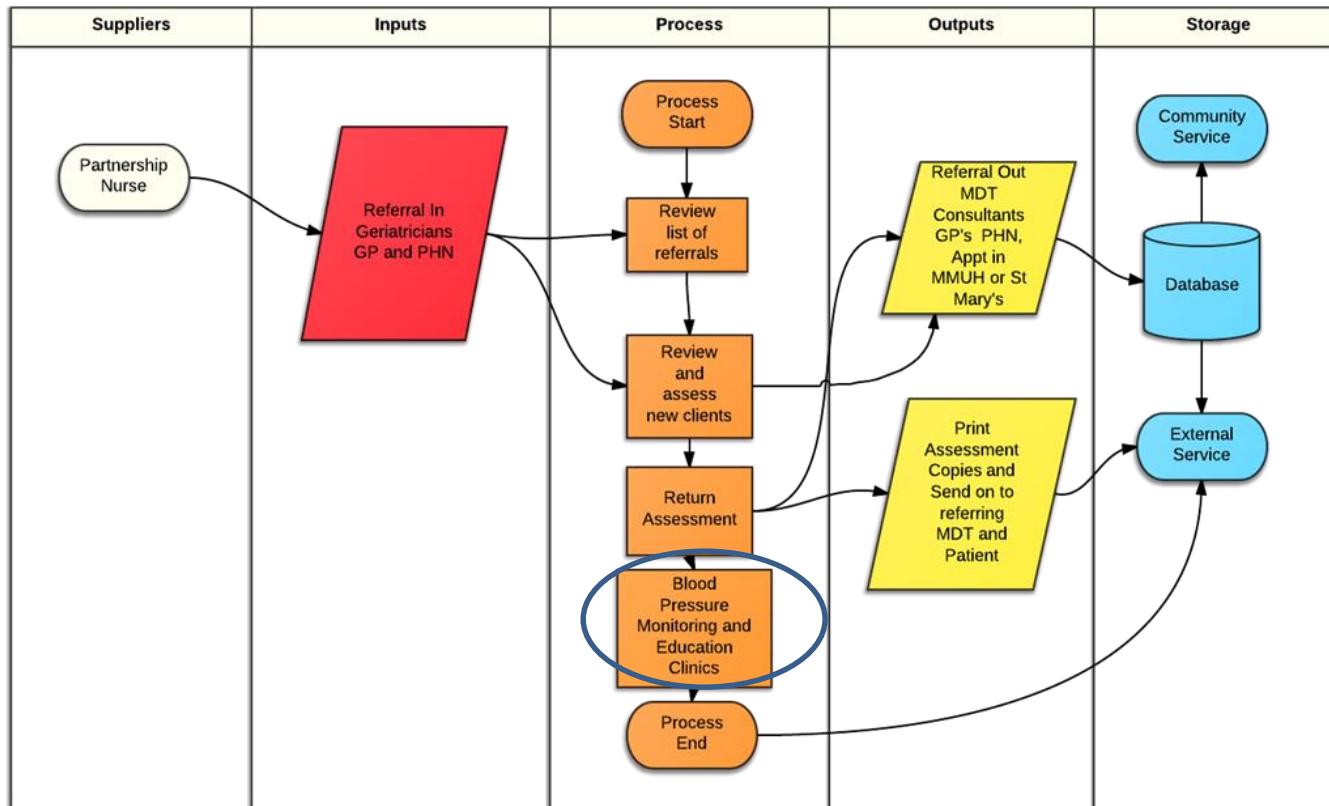 Suppliers
Inputs
Process
Outputs
Storage
Partnership
Nurse
Referral In
Geriatricians
GP and PHN
Process
Start
Review
list of
referrals
Review
and
assess
new clients
Return
Assessment
Blood
Pressure
Monitoring and
Education
Clinics
Process
End
Referral Out
MDT
Consultants
GP's PHN,
Appt in
MMUH or St
Mary's
Print
Assessment
Copies and
Send on to
referring
MDT and
Patient
Community
Service
Database
External
Service